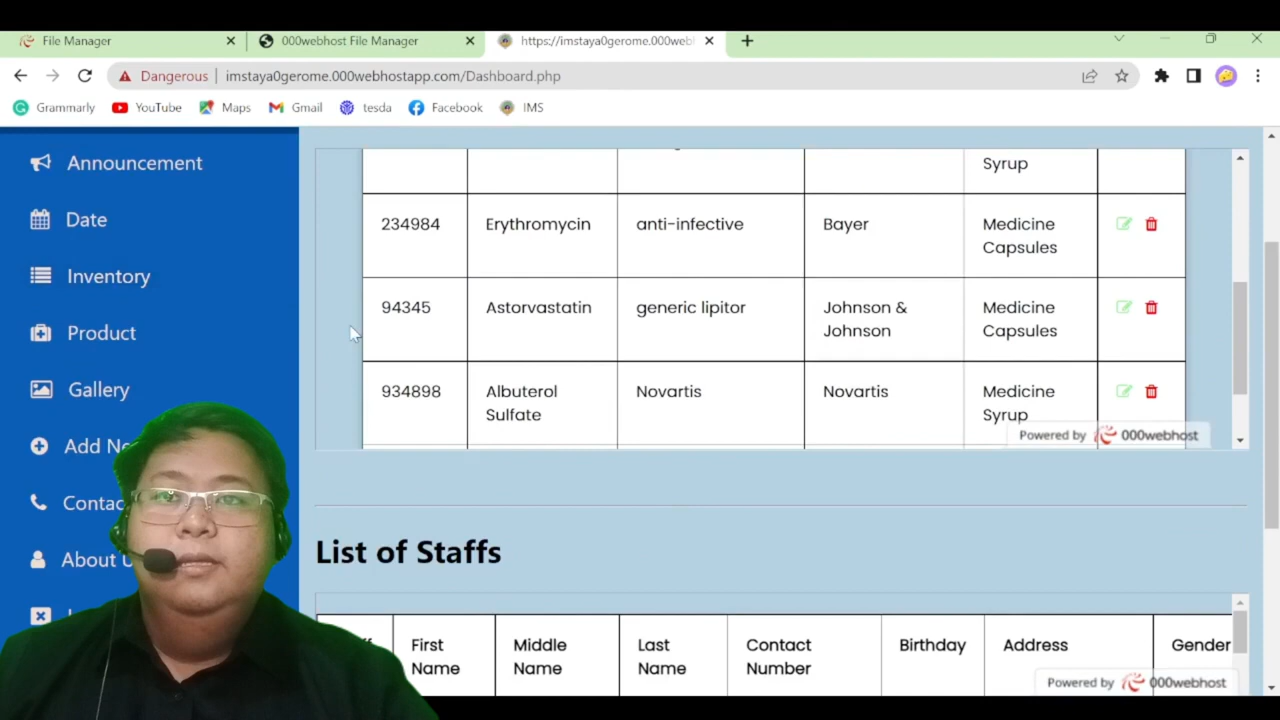 File Manager
000webhost File Manager
https://imstaya0gerome.000web
Dangerous
imstaya0gerome.000webhostapp.com/Dashboard.php
Grammarly
YouTube
Maps
Gmail
tesda
Facebook
IMS
Announcement
Date
Inventory
Product
Gallery
Add
Contac
About
Syrup
234984
Erythromycin
anti-infective
Bayer
Medicine
Capsules
94345
Astorvastatin
generic lipitor
Johnson &
Johnson
Medicine
Capsules
934898
Albuterol
Sulfate
Novartis
Novartis
Medicine
Syrup
Powered by 000webhost
List of Staffs
First
Name
Middle
Name
Last
Name
Contact
Number
Birthday
Address
Gender
Powered by 000webhost